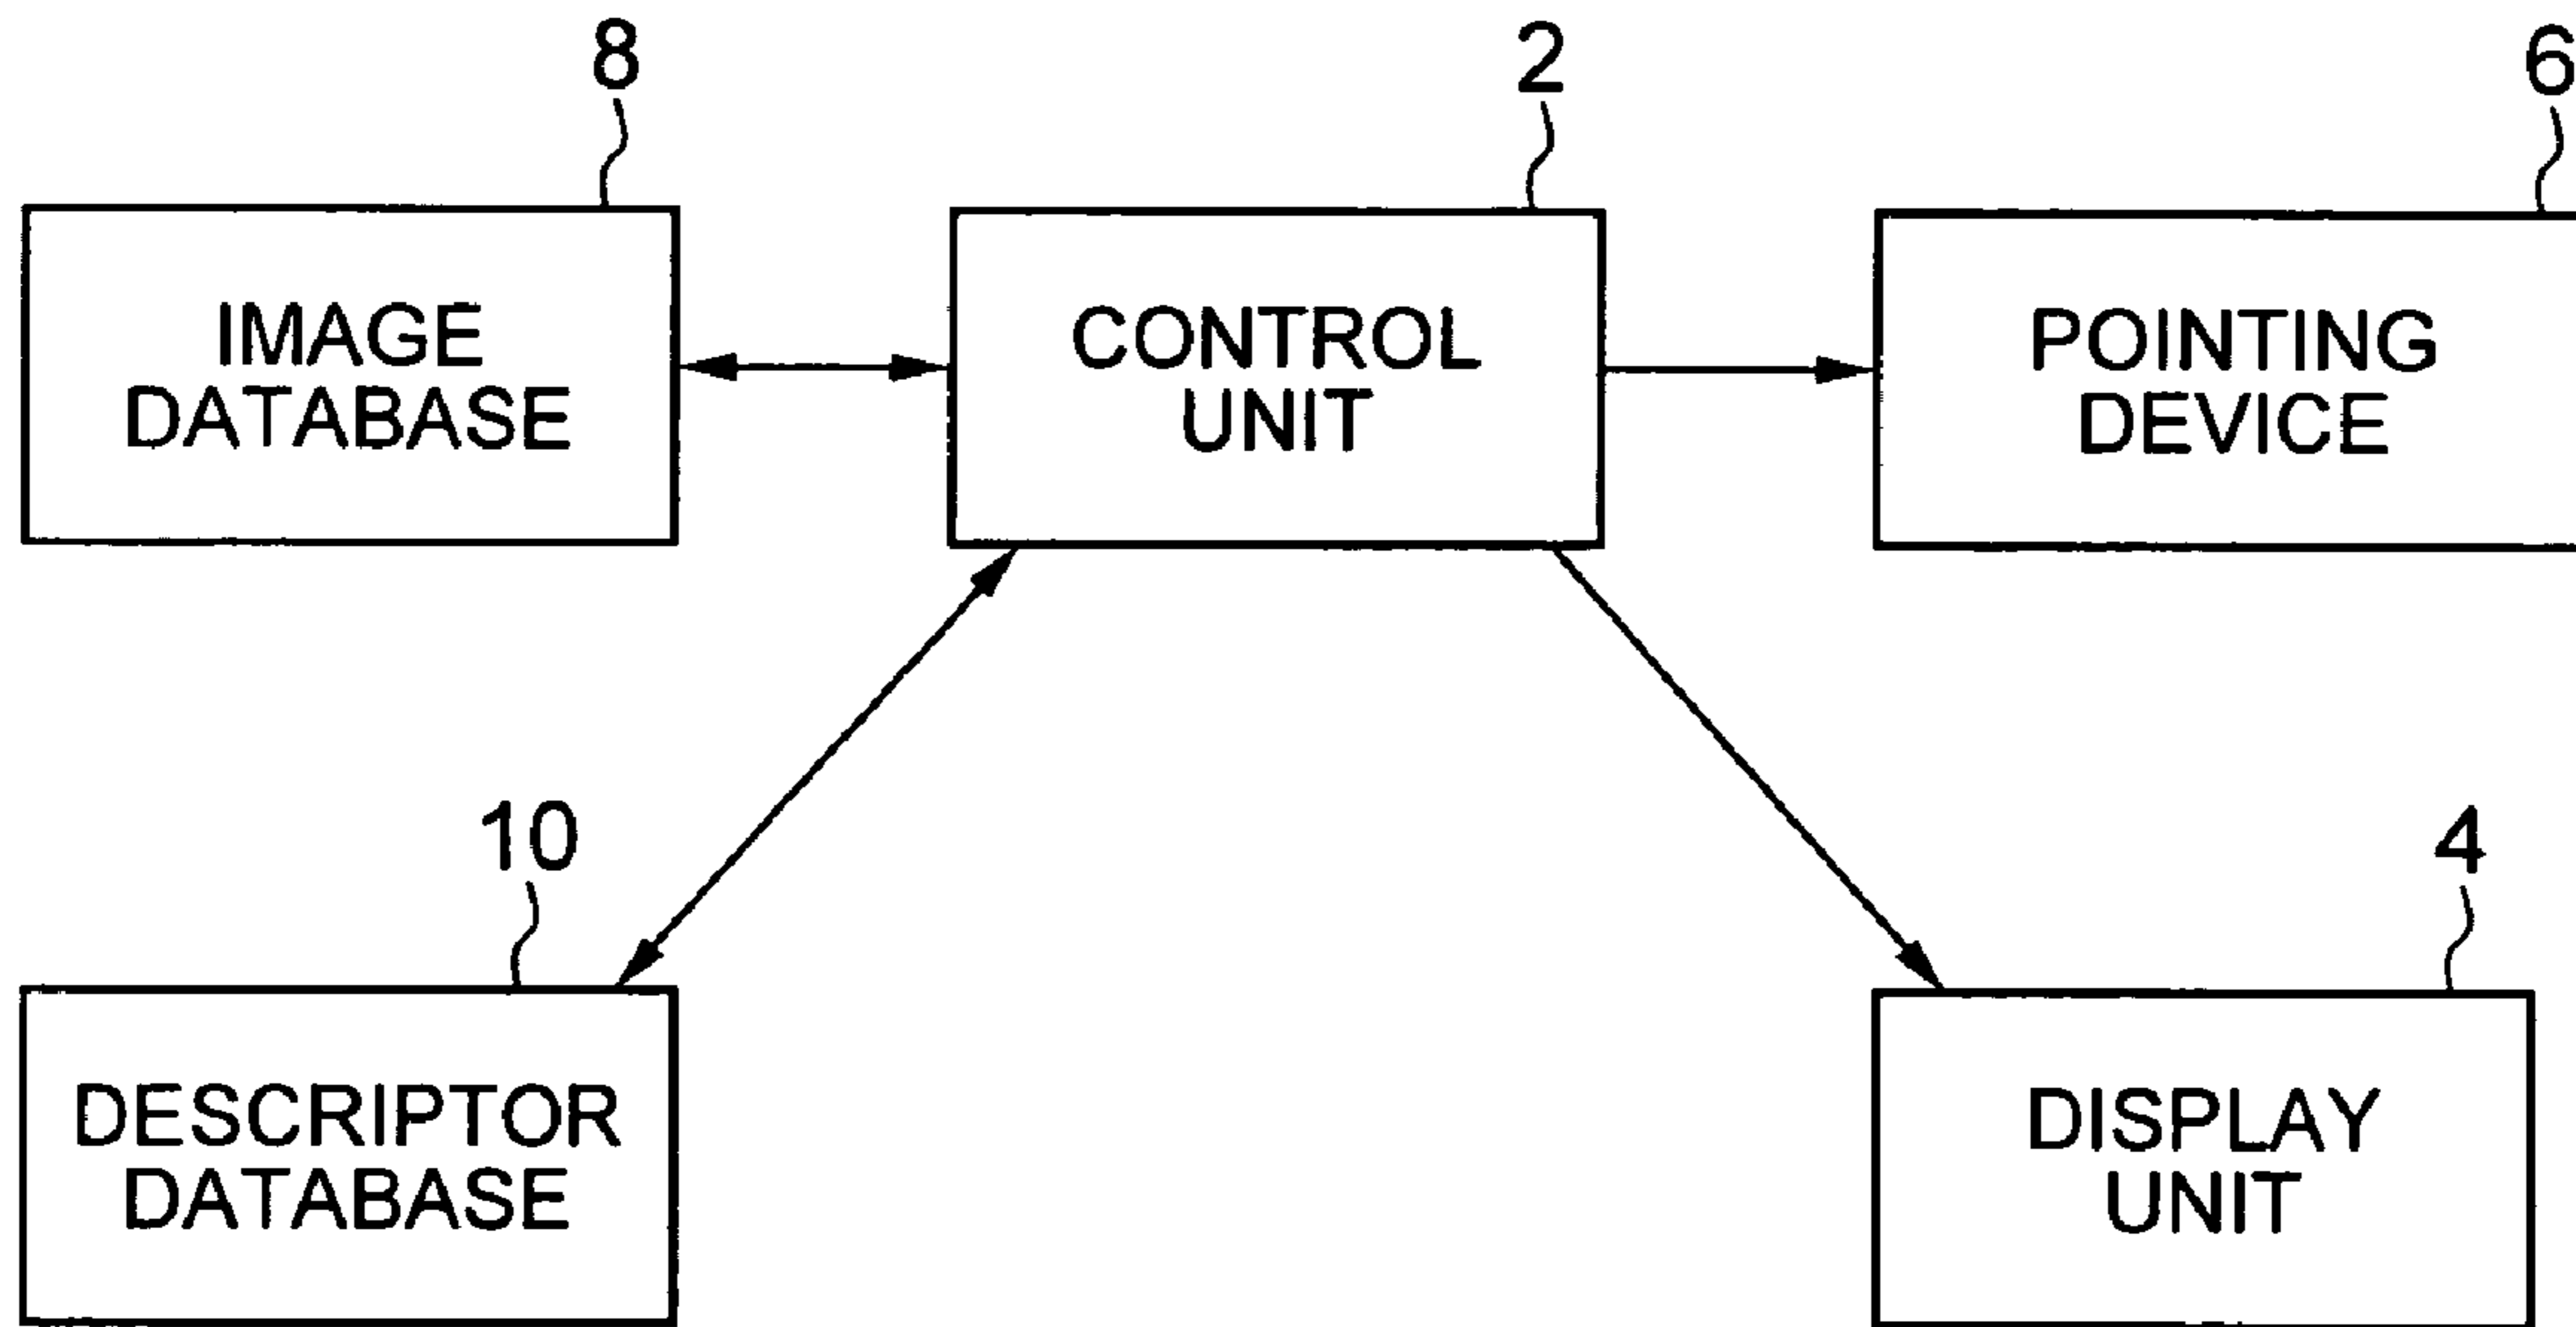 8
2
6
IMAGE
DATABASE
CONTROL
UNIT
POINTING
DEVICE
10
4
DESCRIPTOR
DATABASE
DISPLAY
UNIT